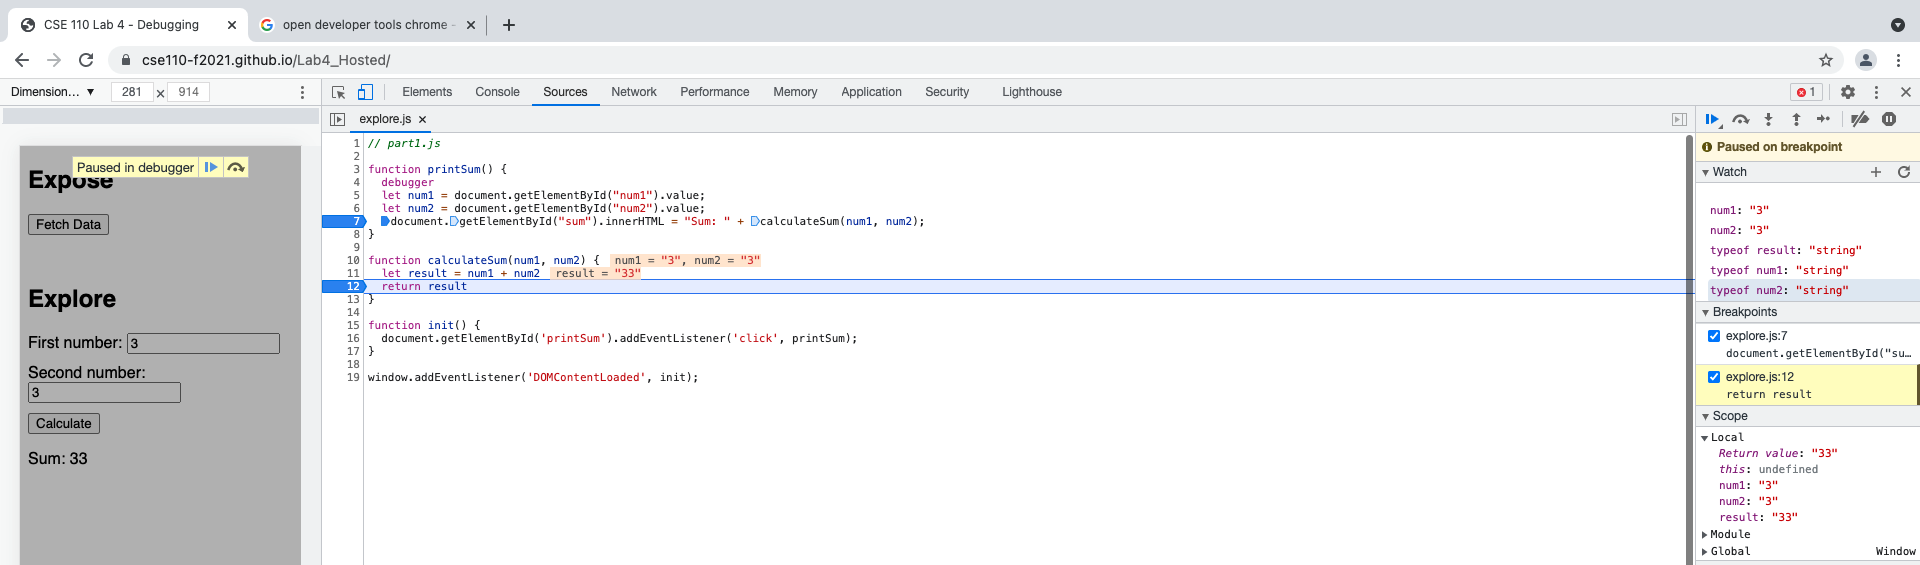 CSE 110 Lab 4 - Debugging
open developer tools chrome -
cse110-f2021.github.io/Lab4_Hosted/
Dimension... 281 914
Elements Console Sources Network Performance Memory Application Security Lighthouse 1
explore.js
Paused in debugger
Expose
Fetch Data
Explore
First number: 3
Second number:
3
Calculate
Sum: 33
1 // part1.js
2
3 function printSum() {
4 debugger
5 let num1 = document.getElementById("num1").value;
6 let num2 = document.getElementById("num2").value;
7 document.getElementById("sum").innerHTML = "Sum: " + calculateSum(num1, num2);
8 }
9
10 function calculateSum(num1, num2) { num1 = "3", num2 = "3"
11 let result = num1 + num2 result = "33"
12 return result
13 }
14
15 function init() {
16 document.getElementById('printSum').addEventListener('click', printSum);
17 }
18
19 window.addEventListener('DOMContentLoaded', init);
Paused on breakpoint
Watch
num1: "3"
num2: "3"
typeof result: "string"
typeof num1: "string"
typeof num2: "string"
Breakpoints
explore.js:7
document.getElementById("su...
explore.js:12
return result
Scope
Local
Return value: "33"
this: undefined
num1: "3"
num2: "3"
result: "33"
Module
Global Window